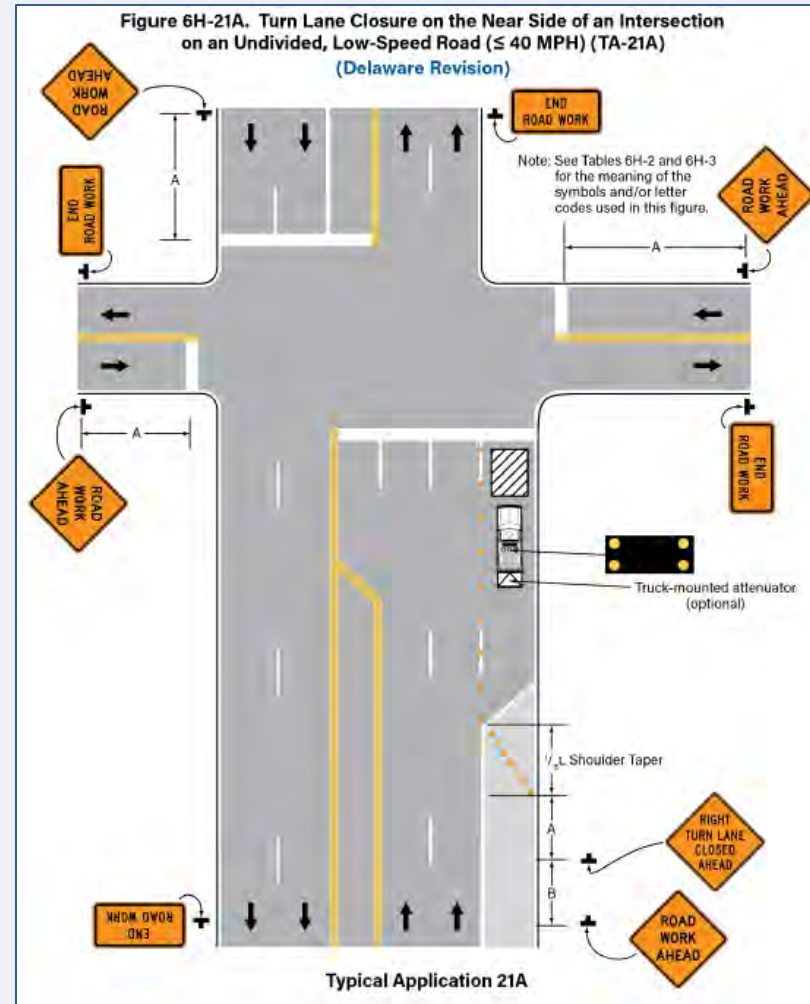 Figure 6H-21A. Turn Lane Closure on the Near Side of an Intersection
on an Undivided, Low-Speed Road (≤ 40 MPH) (TA-21A)
(Delaware Revision)
ROAD
WORK
AHEAD
END
ROAD WORK
Note: See Tables 6H-2 and 6H-3
for the meaning of the
symbols and/or letter
codes used in this figure.
A
END
ROAD WORK
ROAD
WORK
AHEAD
A
A
ROAD
WORK
AHEAD
END
ROAD WORK
Truck-mounted attenuator
(optional)
L Shoulder Taper
A
RIGHT
TURN LANE
CLOSED
AHEAD
B
END
ROAD WORK
ROAD
WORK
AHEAD
Typical Application 21A